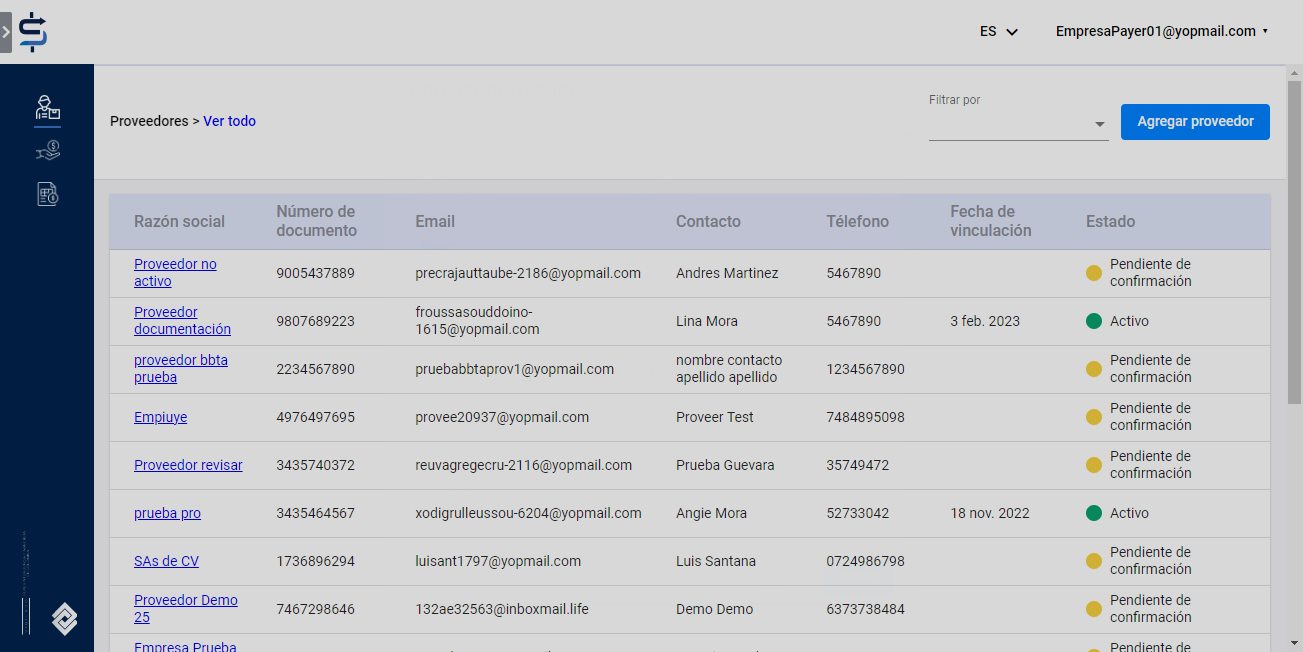 ES
EmpresaPayer01@yopmail.com
Proveedores > Ver todo
Filtrar por
Agregar proveedor
Razón social
Número de
documento
Email
Contacto
Télefono
Fecha de
vinculación
Estado
Proveedor no
activo
9005437889
precrajauttaube-2186@yopmail.com
Andres Martinez
5467890
Pendiente de
confirmación
Proveedor
documentación
9807689223
froussasouddoino-
1615@yopmail.com
Lina Mora
5467890
3 feb. 2023
Activo
proveedor bbta
prueba
2234567890
pruebabbtaprov1@yopmail.com
nombre contacto
apellido apellido
1234567890
Pendiente de
confirmación
Empiuye
4976497695
provee20937@yopmail.com
Proveer Test
7484895098
Pendiente de
confirmación
Proveedor revisar
3435740372
reuvagregecru-2116@yopmail.com
Prueba Guevara
35749472
Pendiente de
confirmación
prueba pro
3435464567
xodigrulleussou-6204@yopmail.com
Angie Mora
52733042
18 nov. 2022
Activo
SAs de CV
1736896294
luisant1797@yopmail.com
Luis Santana
0724986798
Pendiente de
confirmación
Proveedor Demo
25
7467298646
132ae32563@inboxmail.life
Demo Demo
6373738484
Pendiente de
confirmación
Empresa Prueba
Pendiente de